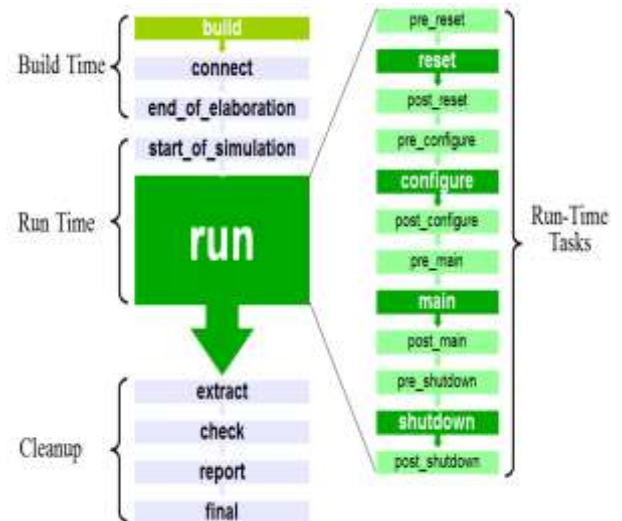 Build Time
build
connect
end_of_elaboration
Run Time
start_of_simulation
run
Cleanup
extract
check
report
final
pre_reset
reset
post_reset
pre_configure
configure
post_configure
pre_main
main
post_main
pre_shutdown
shutdown
post_shutdown
Run-Time
Tasks